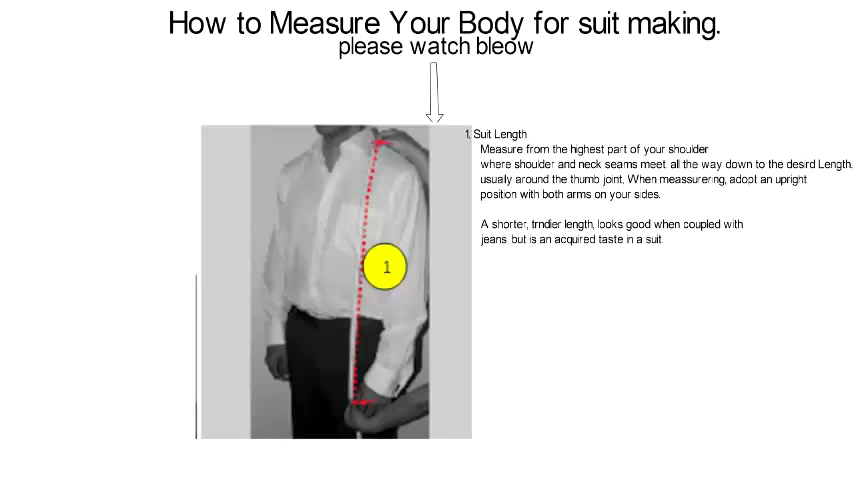 How to Measure Your Body for suit making.
please watch bleow
1. Suit Length
Measure from the highest part of your shoulder
where shoulder and neck seams meet. all the way down to the desird Length.
usually around the thumb joint, When meassurering, adopt an upright
position with both arms on your sides.
A shorter, trndier length, looks good when coupled with
jeans. but is an acquired taste in a suit.
1